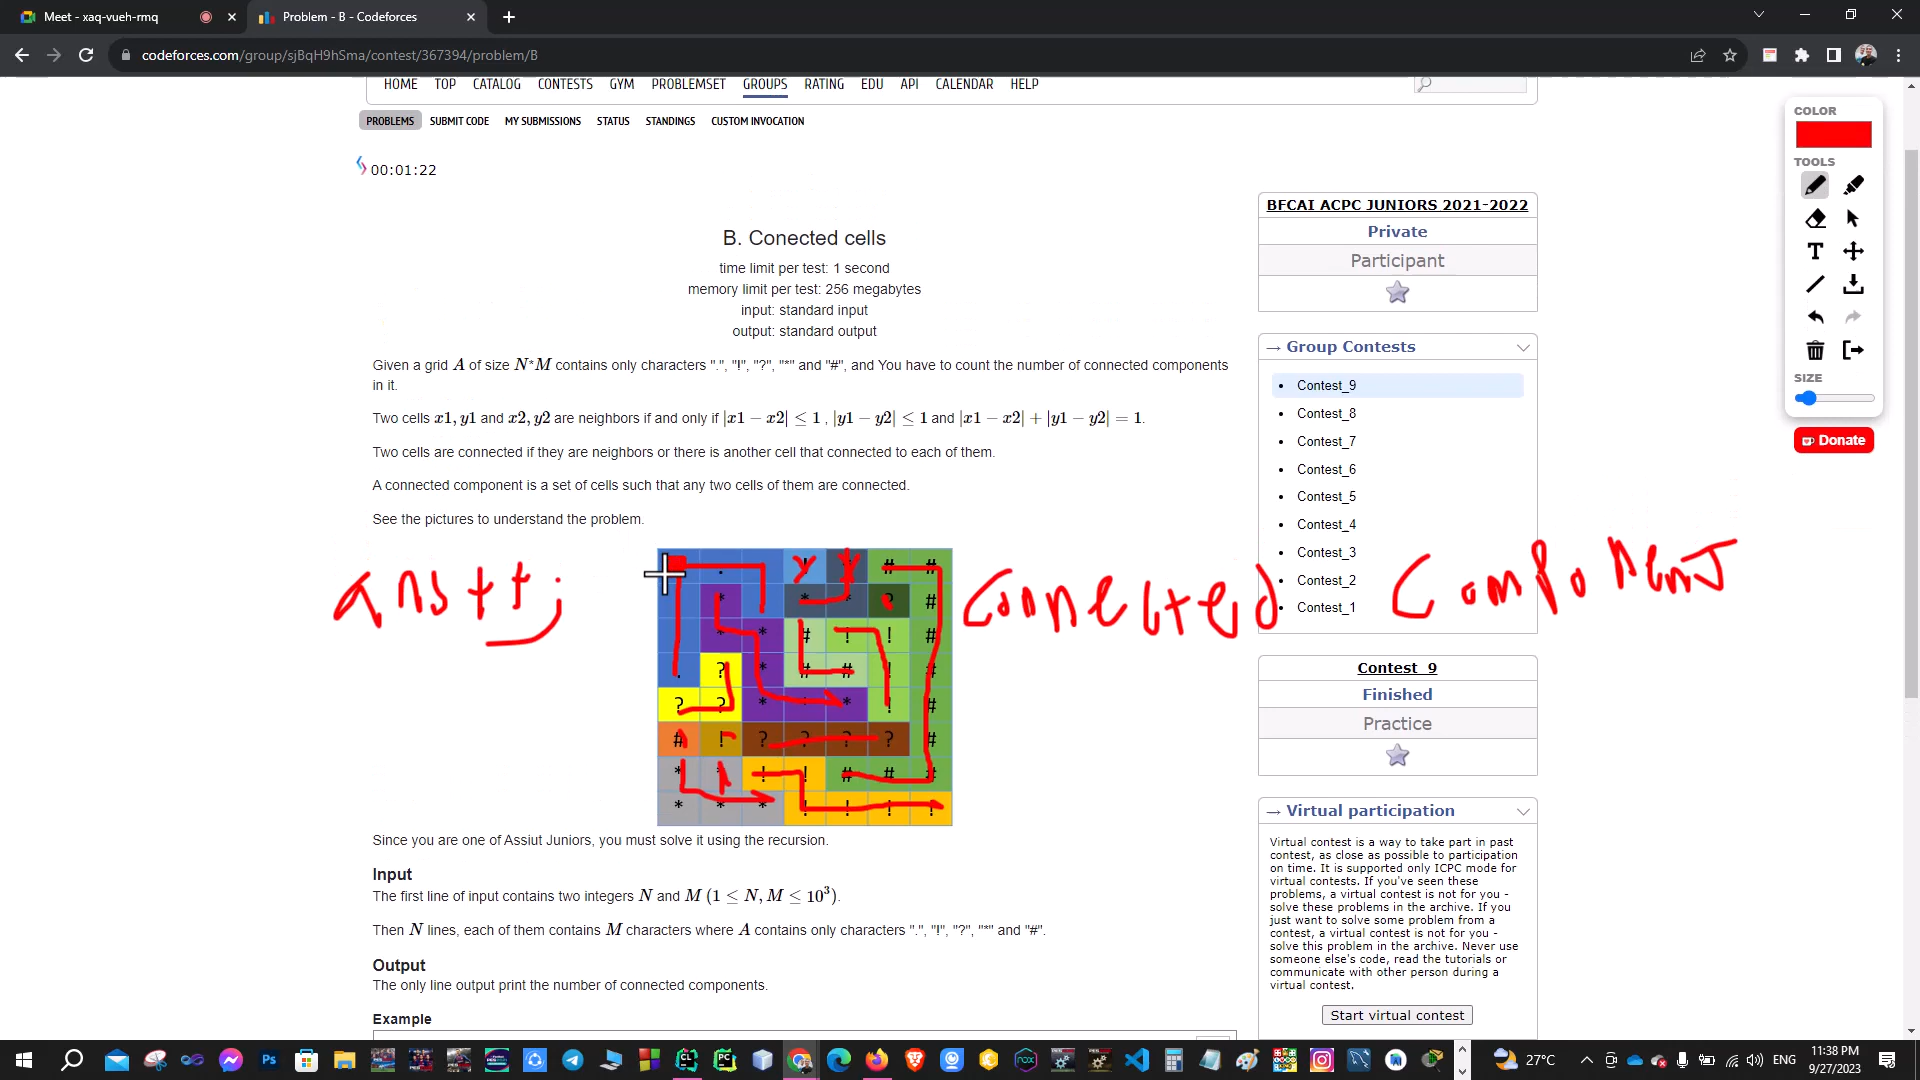 Meet - xaq-vueh-rmq
Problem - B - Codeforces
codeforces.com/group/sjBqH9hSma/contest/367394/problem/B
HOME TOP CATALOG CONTESTS GYM PROBLEMSET GROUPS RATING EDU API CALENDAR HELP
PROBLEMS SUBMIT CODE MY SUBMISSIONS STATUS STANDINGS CUSTOM INVOCATION
00:01:22
B. Conected cells
time limit per test: 1 second
memory limit per test: 256 megabytes
input: standard input
output: standard output
Given a grid A of size N*M contains only characters ".", "!", "?", "*" and "#", and You have to count the number of connected components
in it.
Two cells x1, y1 and x2, y2 are neighbors if and only if |x1 − x2| ≤ 1 , |y1 − y2| ≤ 1 and |x1 − x2| + |y1 − y2| = 1.
Two cells are connected if they are neighbors or there is another cell that connected to each of them.
A connected component is a set of cells such that any two cells of them are connected.
See the pictures to understand the problem.
ans++;
Connected Component
. ! # #
* * * ? #
* * # ! ! #
. ? * # # ! #
? ? * * * ! #
# ! ? ? ? ? #
* * ! ! # # #
* * * ! ! ! !
Since you are one of Assiut Juniors, you must solve it using the recursion.
Input
The first line of input contains two integers N and M (1 ≤ N, M ≤ 10³).
Then N lines, each of them contains M characters where A contains only characters ".", "!", "?", "*" and "#".
Output
The only line output print the number of connected components.
Example
BFCAI ACPC JUNIORS 2021-2022
Private
Participant
→ Group Contests
Contest_9
Contest_8
Contest_7
Contest_6
Contest_5
Contest_4
Contest_3
Contest_2
Contest_1
Contest_9
Finished
Practice
→ Virtual participation
Virtual contest is a way to take part in past
contest, as close as possible to participation
on time. It is supported only ICPC mode for
virtual contests. If you've seen these
problems, a virtual contest is not for you -
solve these problems in the archive. If you
just want to solve some problem from a
contest, a virtual contest is not for you -
solve this problem in the archive. Never use
someone else's code, read the tutorials or
communicate with other person during a
virtual contest.
Start virtual contest
COLOR
TOOLS
T
SIZE
Donate
27°C
ENG
11:38 PM
9/27/2023